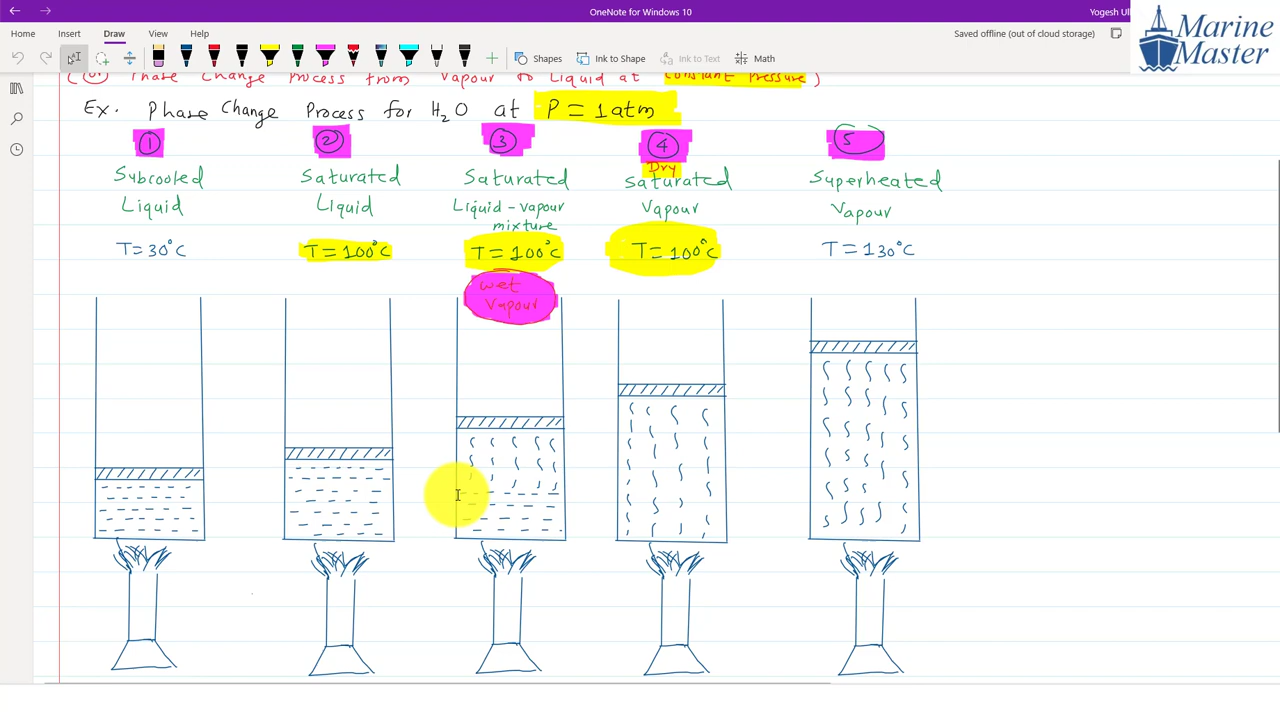 OneNote for Windows 10
Yogesh Ul
Home Insert Draw View Help
Saved offline (out of cloud storage)
Marine
Master
Shapes Ink to Shape Ink to Text Math
Phase Change Process from Vapour to Liquid at Constant Pressure )
Ex. Phase Change Process for H₂O at P = 1 atm
1 2 3 4 5
Subcooled Liquid
T = 30°C
Saturated Liquid
T = 100°C
Saturated Liquid-vapour mixture
T = 100°C
wet vapour
Dry
Saturated Vapour
T = 100°C
Superheated Vapour
T = 130°C